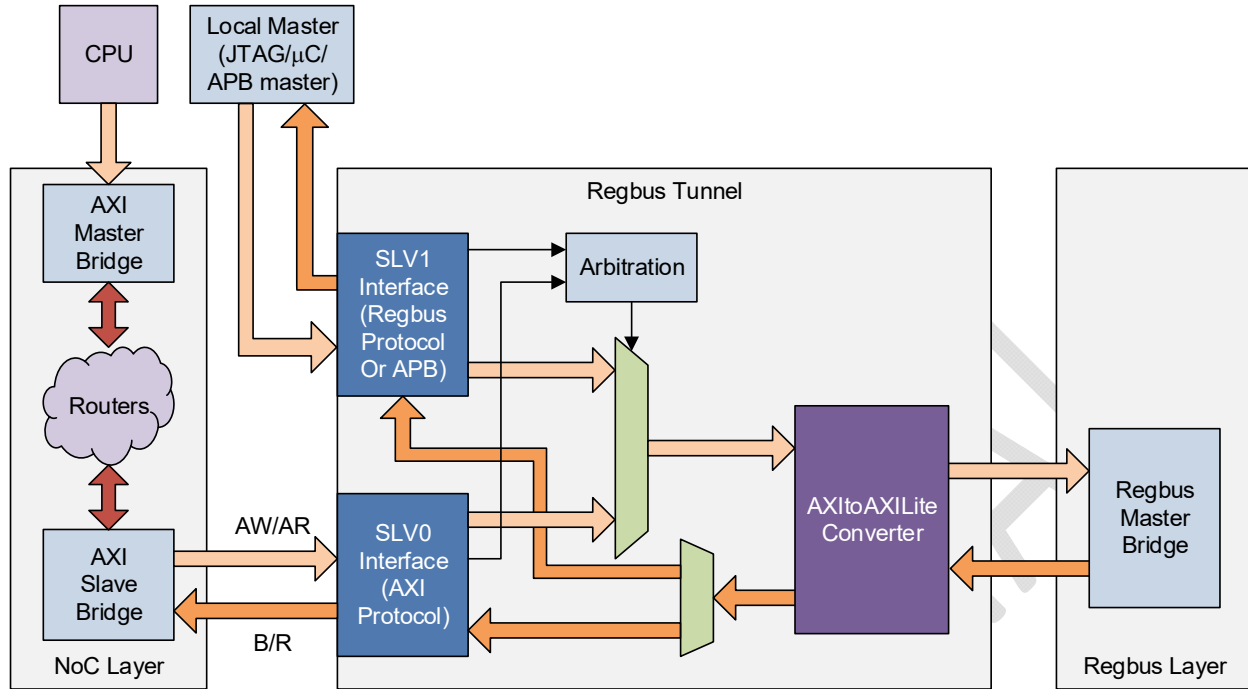 CPU
Local Master
(JTAG/μC/
APB master)
Regbus Tunnel
AXI
Master
Bridge
SLV1
Interface
(Regbus
Protocol
Or APB)
Arbitration
Routers
AW/AR
SLV0
Interface
(AXI
Protocol)
AXItoAXILite
Converter
Regbus
Master
Bridge
AXI
Slave
Bridge
B/R
NoC Layer
Regbus Layer